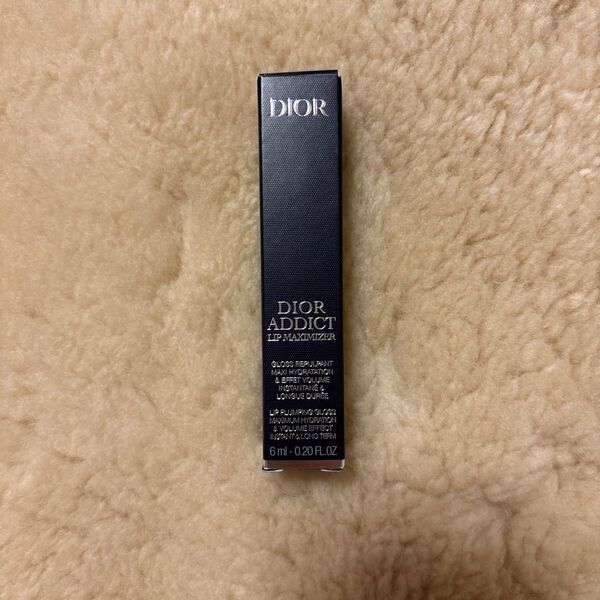 DIOR
DIOR
ADDICT
LIP MAXIMIZER
GLOSS REPULPANT
MAXI HYDRATATION
& EFFET VOLUME
INSTANTANÉ &
LONGUE DURÉE
LIP PLUMPING GLOSS
MAXIMUM HYDRATION
& VOLUME EFFECT
INSTANT & LONG TERM
6 ml - 0.20 FL.OZ